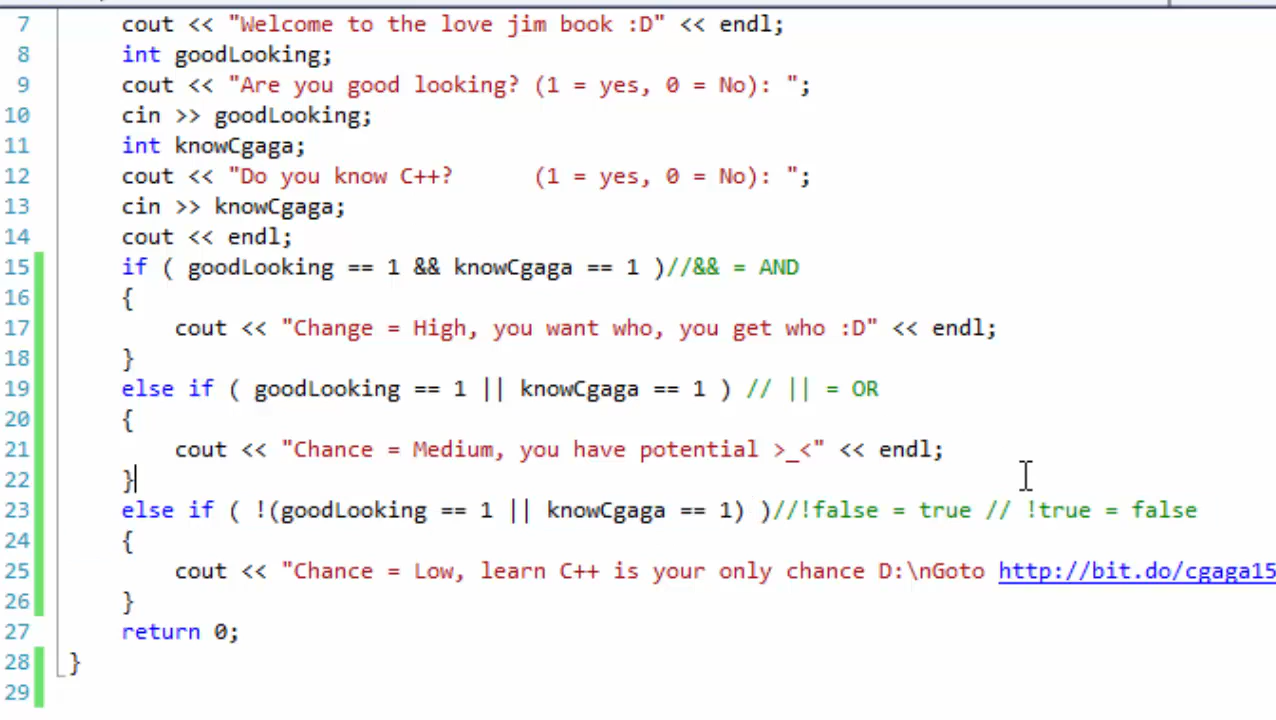 7 cout << "Welcome to the love jim book :D" << endl;
8 int goodLooking;
9 cout << "Are you good looking? (1 = yes, 0 = No): ";
10 cin >> goodLooking;
11 int knowCgaga;
12 cout << "Do you know C++?      (1 = yes, 0 = No): ";
13 cin >> knowCgaga;
14 cout << endl;
15 if ( goodLooking == 1 && knowCgaga == 1 )//&& = AND
16 {
17     cout << "Change = High, you want who, you get who :D" << endl;
18 }
19 else if ( goodLooking == 1 || knowCgaga == 1 ) // || = OR
20 {
21     cout << "Chance = Medium, you have potential >_<" << endl;
22 }
23 else if ( !(goodLooking == 1 || knowCgaga == 1) )//!false = true // !true = false
24 {
25     cout << "Chance = Low, learn C++ is your only chance D:\nGoto http://bit.do/cgaga15
26 }
27 return 0;
28 }
29